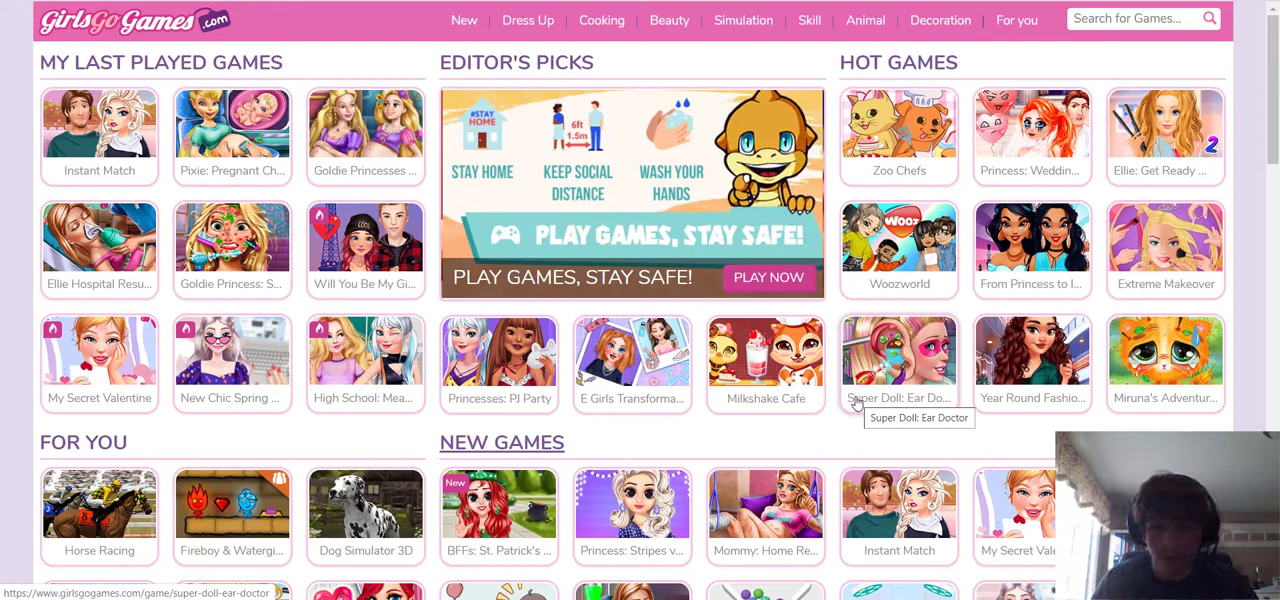 GirlsGoGames.com
New | Dress Up | Cooking | Beauty | Simulation | Skill | Animal | Decoration | For you
Search for Games...
MY LAST PLAYED GAMES
Instant Match
Pixie: Pregnant Ch...
Goldie Princesses ...
Ellie Hospital Resu...
Goldie Princess: S...
Will You Be My Gi...
My Secret Valentine
New Chic Spring ...
High School: Mea...
EDITOR'S PICKS
#STAY
HOME
6ft
1.5m
STAY HOME
KEEP SOCIAL
DISTANCE
WASH YOUR
HANDS
PLAY GAMES, STAY SAFE!
PLAY GAMES, STAY SAFE!
PLAY NOW
Princesses: PJ Party
E Girls Transforma...
Milkshake Cafe
HOT GAMES
Zoo Chefs
Princess: Weddin...
2
Ellie: Get Ready ...
Wooz
Woozworld
From Princess to I...
Extreme Makeover
Super Doll: Ear Do...
Year Round Fashio...
Miruna's Adventur...
Super Doll: Ear Doctor
FOR YOU
Horse Racing
Fireboy & Watergi...
Dog Simulator 3D
NEW GAMES
New
BFFs: St. Patrick's ...
Princess: Stripes v...
Mommy: Home Re...
Instant Match
My Secret Vale
https://www.girlsgogames.com/game/super-doll-ear-doctor